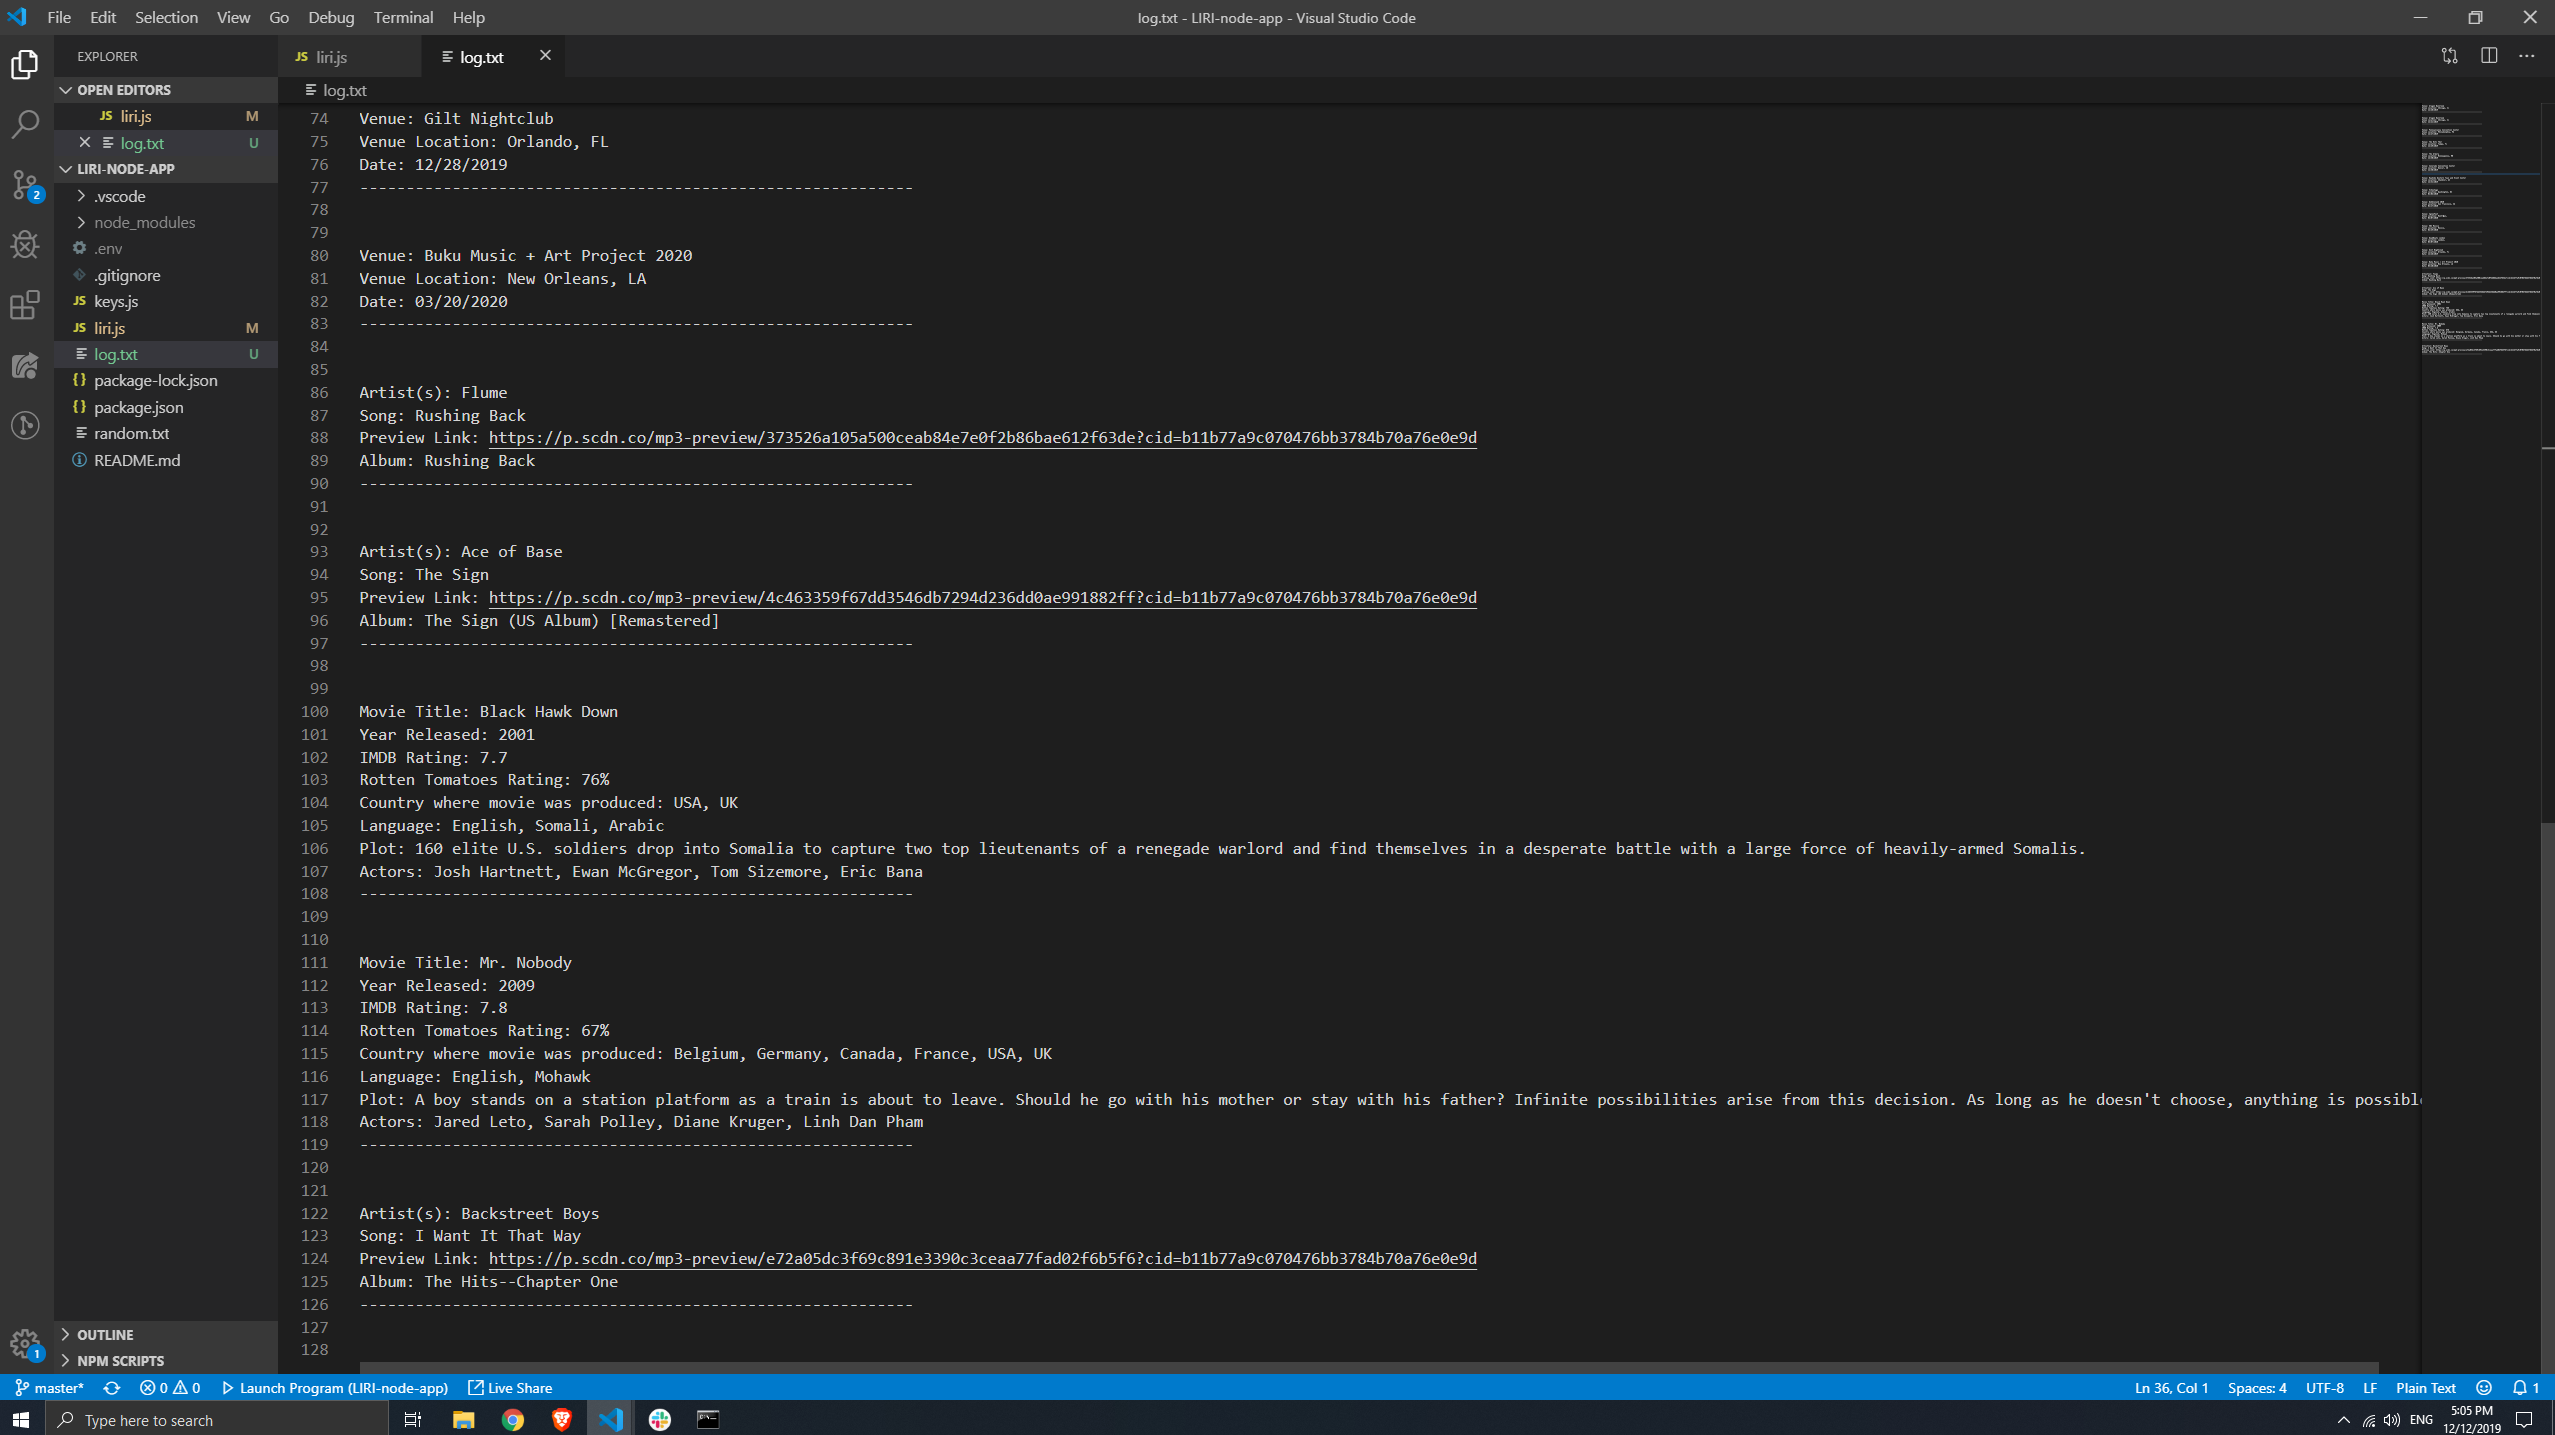 File Edit Selection View Go Debug Terminal Help
log.txt - LIRI-node-app - Visual Studio Code
EXPLORER
OPEN EDITORS
JS liri.js M
log.txt U
LIRI-NODE-APP
.vscode
node_modules
.env
.gitignore
JS keys.js
JS liri.js M
log.txt U
{} package-lock.json
{} package.json
random.txt
README.md
OUTLINE
NPM SCRIPTS
2
1
JS liri.js
log.txt
log.txt
74 Venue: Gilt Nightclub
75 Venue Location: Orlando, FL
76 Date: 12/28/2019
77 ------------------------------------------------------------
78
79
80 Venue: Buku Music + Art Project 2020
81 Venue Location: New Orleans, LA
82 Date: 03/20/2020
83 ------------------------------------------------------------
84
85
86 Artist(s): Flume
87 Song: Rushing Back
88 Preview Link: https://p.scdn.co/mp3-preview/373526a105a500ceab84e7e0f2b86bae612f63de?cid=b11b77a9c070476bb3784b70a76e0e9d
89 Album: Rushing Back
90 ------------------------------------------------------------
91
92
93 Artist(s): Ace of Base
94 Song: The Sign
95 Preview Link: https://p.scdn.co/mp3-preview/4c463359f67dd3546db7294d236dd0ae991882ff?cid=b11b77a9c070476bb3784b70a76e0e9d
96 Album: The Sign (US Album) [Remastered]
97 ------------------------------------------------------------
98
99
100 Movie Title: Black Hawk Down
101 Year Released: 2001
102 IMDB Rating: 7.7
103 Rotten Tomatoes Rating: 76%
104 Country where movie was produced: USA, UK
105 Language: English, Somali, Arabic
106 Plot: 160 elite U.S. soldiers drop into Somalia to capture two top lieutenants of a renegade warlord and find themselves in a desperate battle with a large force of heavily-armed Somalis.
107 Actors: Josh Hartnett, Ewan McGregor, Tom Sizemore, Eric Bana
108 ------------------------------------------------------------
109
110
111 Movie Title: Mr. Nobody
112 Year Released: 2009
113 IMDB Rating: 7.8
114 Rotten Tomatoes Rating: 67%
115 Country where movie was produced: Belgium, Germany, Canada, France, USA, UK
116 Language: English, Mohawk
117 Plot: A boy stands on a station platform as a train is about to leave. Should he go with his mother or stay with his father? Infinite possibilities arise from this decision. As long as he doesn't choose, anything is possibl
118 Actors: Jared Leto, Sarah Polley, Diane Kruger, Linh Dan Pham
119 ------------------------------------------------------------
120
121
122 Artist(s): Backstreet Boys
123 Song: I Want It That Way
124 Preview Link: https://p.scdn.co/mp3-preview/e72a05dc3f69c891e3390c3ceaa77fad02f6b5f6?cid=b11b77a9c070476bb3784b70a76e0e9d
125 Album: The Hits--Chapter One
126 ------------------------------------------------------------
127
128
master* 0 0 Launch Program (LIRI-node-app) Live Share
Ln 36, Col 1 Spaces: 4 UTF-8 LF Plain Text 1
Type here to search
ENG
5:05 PM
12/12/2019